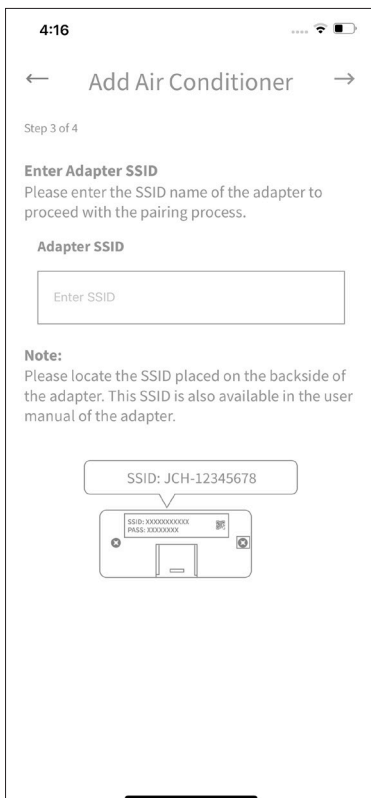 4:16
Add Air Conditioner
Step 3 of 4
Enter Adapter SSID
Please enter the SSID name of the adapter to
proceed with the pairing process.
Adapter SSID
Enter SSID
Note:
Please locate the SSID placed on the backside of
the adapter. This SSID is also available in the user
manual of the adapter.
SSID: JCH-12345678
SSID: XXXXXXXXXXX
PASS: XXXXXXXX